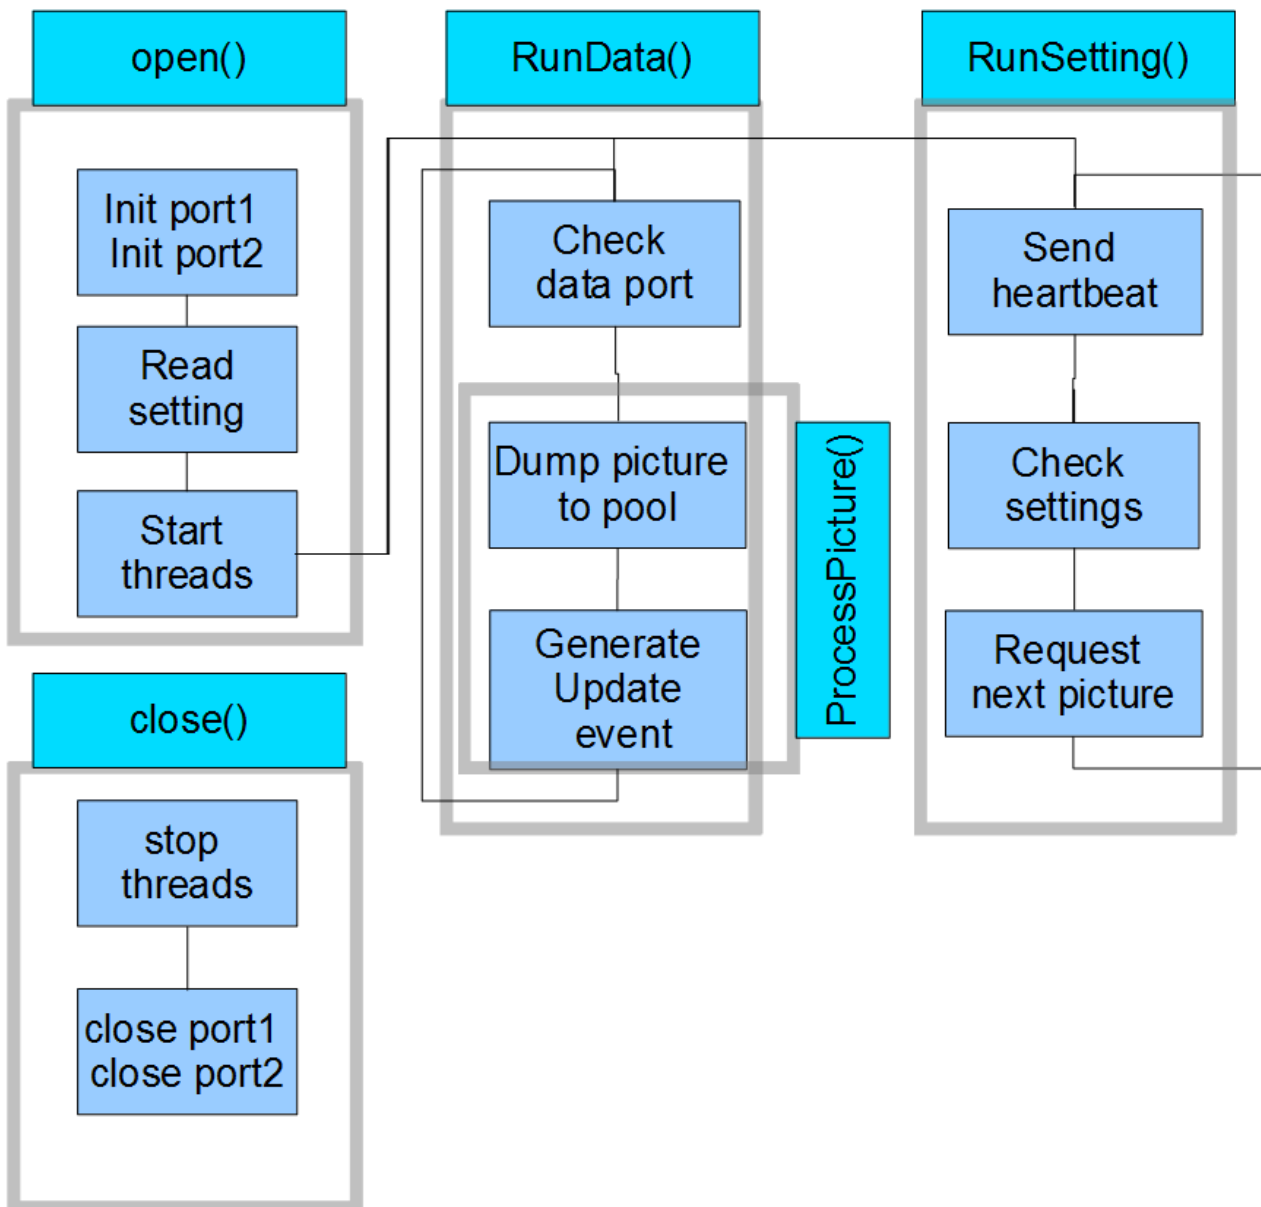 open()
Init port1
Init port2
Read
setting
Start
threads
close()
stop
threads
close port1
close port2
RunData()
Check
data port
Dump picture
to pool
Generate
Update
event
ProcessPicture()
RunSetting()
Send
heartbeat
Check
settings
Request
next picture